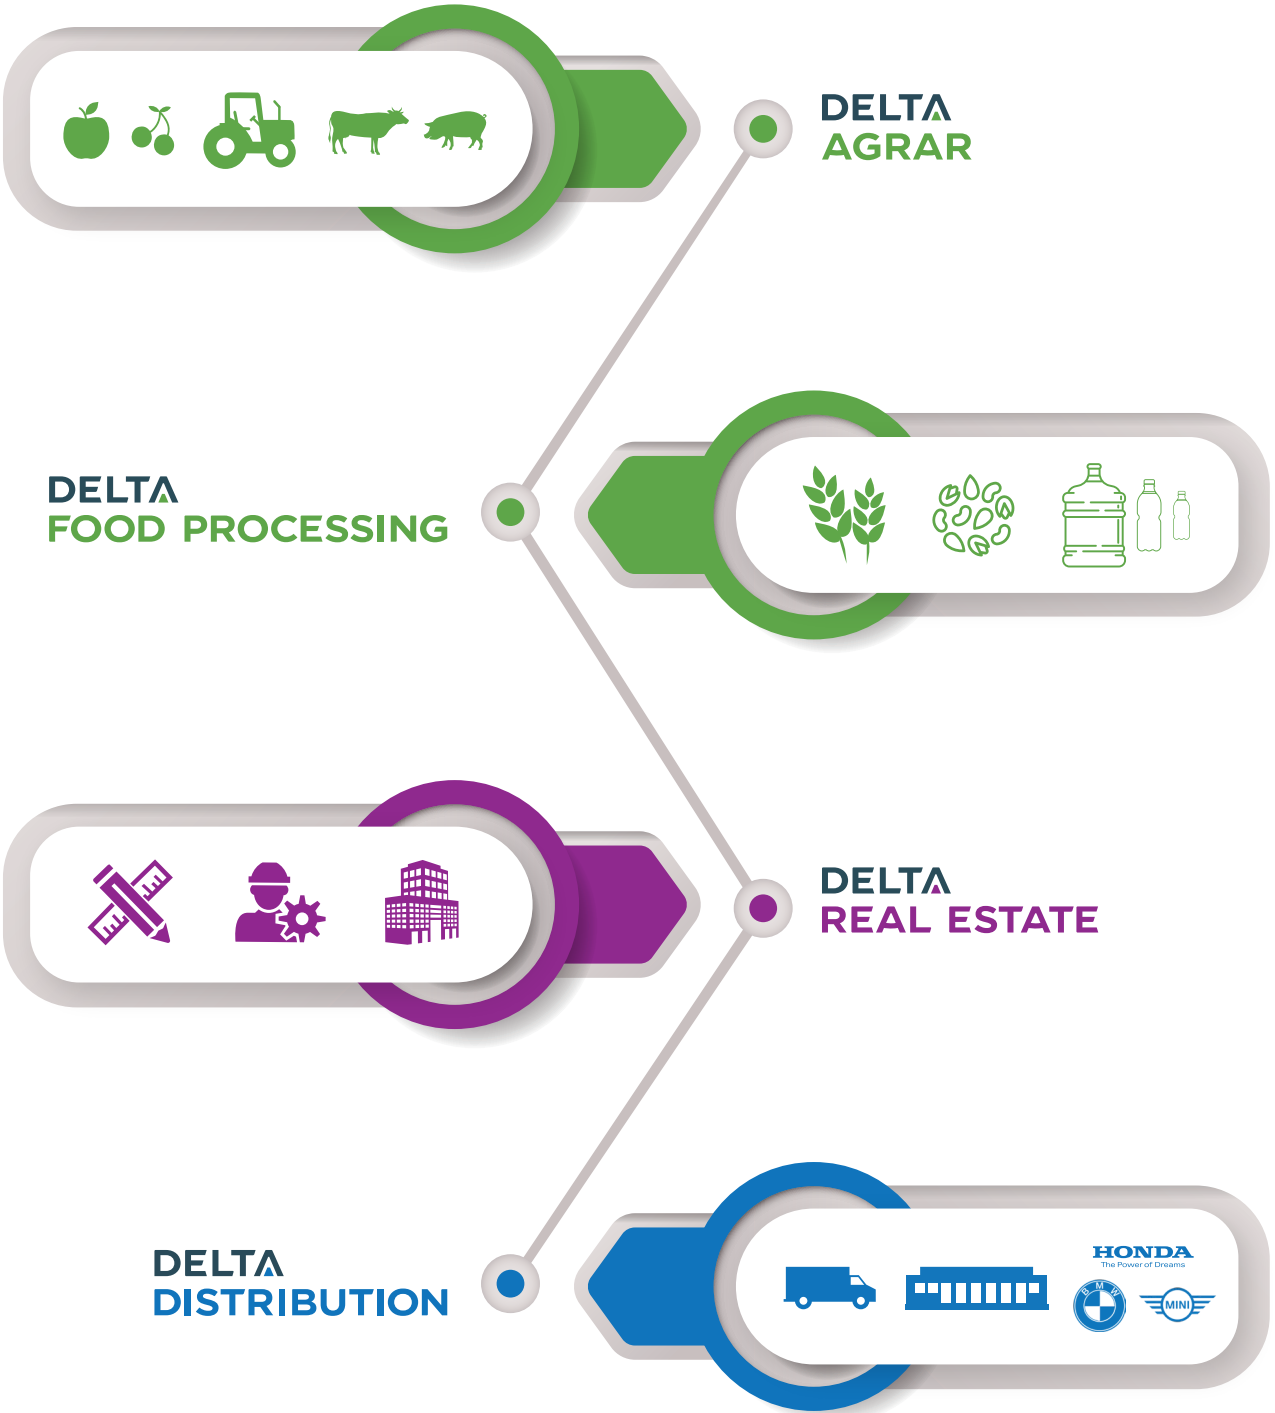 DELTA
AGRAR
DELTA
FOOD PROCESSING
DELTA
REAL ESTATE
DELTA
DISTRIBUTION
HONDA
The Power of Dreams
BMW
MINI